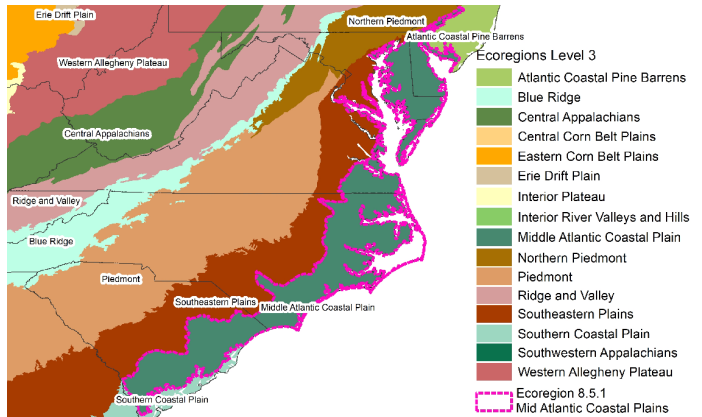 Erie Drift Plain
Northern Piedmont
Atlantic Coastal Pine Barrens
Western Allegheny Plateau
Central Appalachians
Ridge and Valley
Blue Ridge
Piedmont
Southeastern Plains
Middle Atlantic Coastal Plain
Southern Coastal Plain
Ecoregions Level 3
Atlantic Coastal Pine Barrens
Blue Ridge
Central Appalachians
Central Corn Belt Plains
Eastern Corn Belt Plains
Erie Drift Plain
Interior Plateau
Interior River Valleys and Hills
Middle Atlantic Coastal Plain
Northern Piedmont
Piedmont
Ridge and Valley
Southeastern Plains
Southern Coastal Plain
Southwestern Appalachians
Western Allegheny Plateau
Ecoregion 8.5.1
Mid Atlantic Coastal Plains